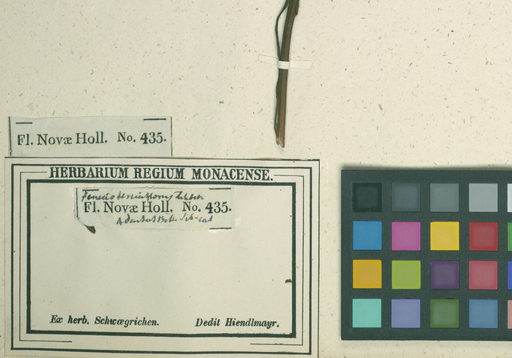 Fl. Novæ Holl. No. 435.
HERBARIUM REGIUM MONACENSE.
Fl. Novæ Holl. No. 435.
Ex herb. Schwægrichen. Dedit Hiendlmayr.